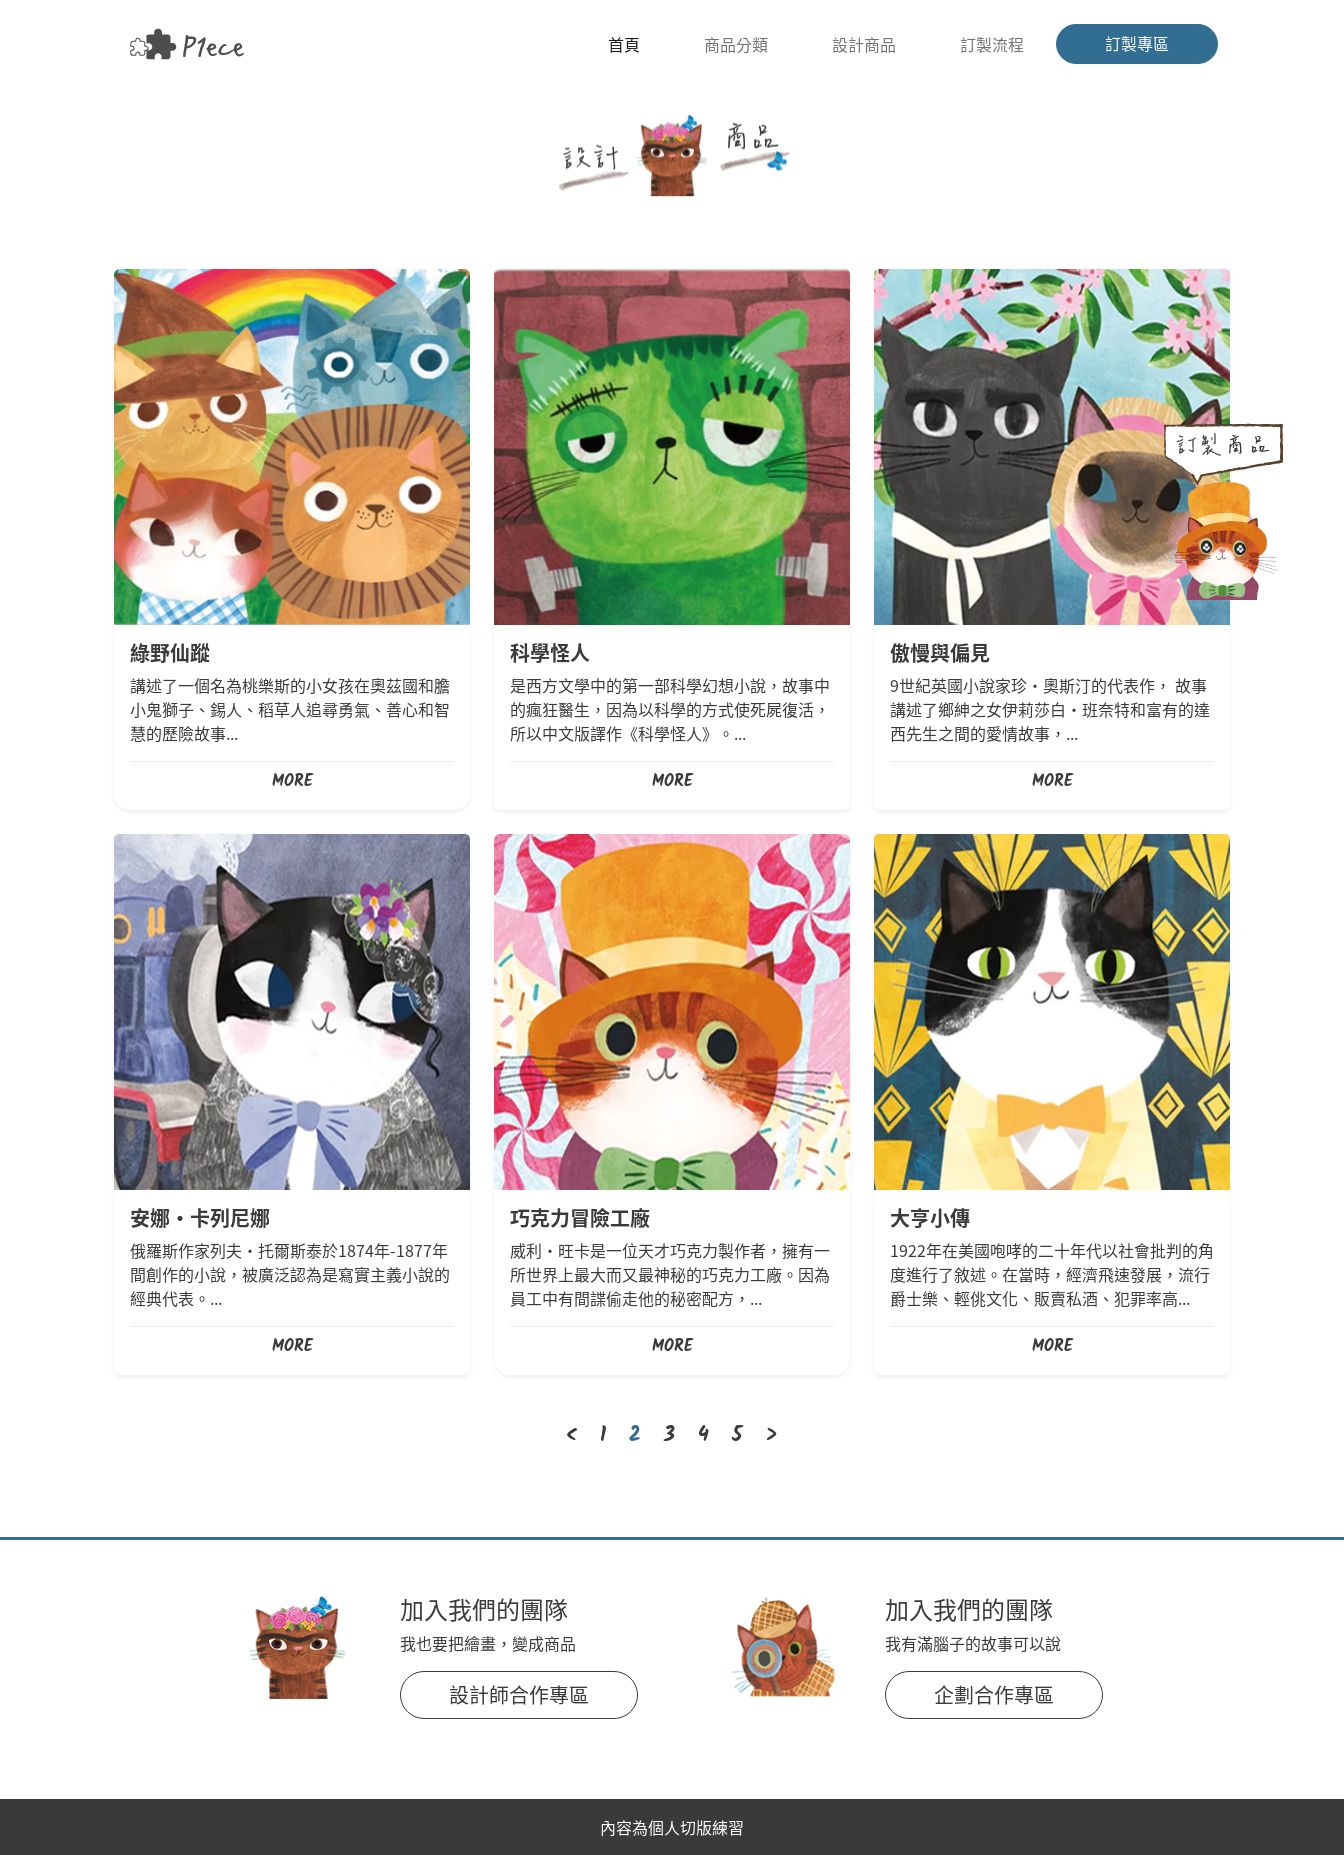 P1ece
首頁
商品分類
設計商品
訂製流程
訂製專區
設計
商品
訂製商品
綠野仙蹤
講述了一個名為桃樂斯的小女孩在奧茲國和膽
小鬼獅子、錫人、稻草人追尋勇氣、善心和智
慧的歷險故事...
MORE
科學怪人
是西方文學中的第一部科學幻想小說，故事中
的瘋狂醫生，因為以科學的方式使死屍復活，
所以中文版譯作《科學怪人》。...
MORE
傲慢與偏見
9世紀英國小說家珍・奧斯汀的代表作， 故事
講述了鄉紳之女伊莉莎白・班奈特和富有的達
西先生之間的愛情故事，...
MORE
安娜・卡列尼娜
俄羅斯作家列夫・托爾斯泰於1874年-1877年
間創作的小說，被廣泛認為是寫實主義小說的
經典代表。...
MORE
巧克力冒險工廠
威利・旺卡是一位天才巧克力製作者，擁有一
所世界上最大而又最神秘的巧克力工廠。因為
員工中有間諜偷走他的秘密配方，...
MORE
大亨小傳
1922年在美國咆哮的二十年代以社會批判的角
度進行了敘述。在當時，經濟飛速發展，流行
爵士樂、輕佻文化、販賣私酒、犯罪率高...
MORE
< 1 2 3 4 5 >
加入我們的團隊
我也要把繪畫，變成商品
設計師合作專區
加入我們的團隊
我有滿腦子的故事可以說
企劃合作專區
內容為個人切版練習